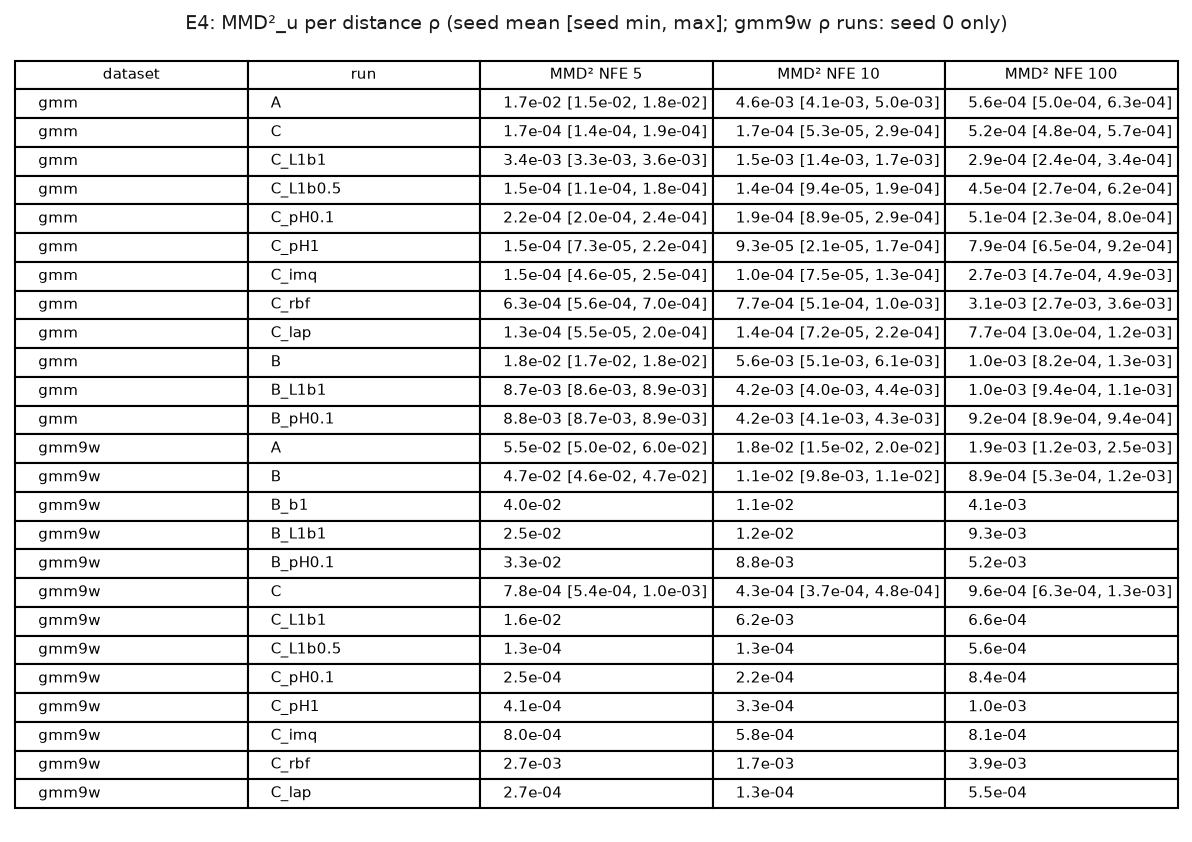 E4: MMD²_u per distance ρ (seed mean [seed min, max]; gmm9w ρ runs: seed 0 only)
dataset run MMD² NFE 5 MMD² NFE 10 MMD² NFE 100
gmm A 1.7e-02 [1.5e-02, 1.8e-02] 4.6e-03 [4.1e-03, 5.0e-03] 5.6e-04 [5.0e-04, 6.3e-04]
gmm C 1.7e-04 [1.4e-04, 1.9e-04] 1.7e-04 [5.3e-05, 2.9e-04] 5.2e-04 [4.8e-04, 5.7e-04]
gmm C_L1b1 3.4e-03 [3.3e-03, 3.6e-03] 1.5e-03 [1.4e-03, 1.7e-03] 2.9e-04 [2.4e-04, 3.4e-04]
gmm C_L1b0.5 1.5e-04 [1.1e-04, 1.8e-04] 1.4e-04 [9.4e-05, 1.9e-04] 4.5e-04 [2.7e-04, 6.2e-04]
gmm C_pH0.1 2.2e-04 [2.0e-04, 2.4e-04] 1.9e-04 [8.9e-05, 2.9e-04] 5.1e-04 [2.3e-04, 8.0e-04]
gmm C_pH1 1.5e-04 [7.3e-05, 2.2e-04] 9.3e-05 [2.1e-05, 1.7e-04] 7.9e-04 [6.5e-04, 9.2e-04]
gmm C_imq 1.5e-04 [4.6e-05, 2.5e-04] 1.0e-04 [7.5e-05, 1.3e-04] 2.7e-03 [4.7e-04, 4.9e-03]
gmm C_rbf 6.3e-04 [5.6e-04, 7.0e-04] 7.7e-04 [5.1e-04, 1.0e-03] 3.1e-03 [2.7e-03, 3.6e-03]
gmm C_lap 1.3e-04 [5.5e-05, 2.0e-04] 1.4e-04 [7.2e-05, 2.2e-04] 7.7e-04 [3.0e-04, 1.2e-03]
gmm B 1.8e-02 [1.7e-02, 1.8e-02] 5.6e-03 [5.1e-03, 6.1e-03] 1.0e-03 [8.2e-04, 1.3e-03]
gmm B_L1b1 8.7e-03 [8.6e-03, 8.9e-03] 4.2e-03 [4.0e-03, 4.4e-03] 1.0e-03 [9.4e-04, 1.1e-03]
gmm B_pH0.1 8.8e-03 [8.7e-03, 8.9e-03] 4.2e-03 [4.1e-03, 4.3e-03] 9.2e-04 [8.9e-04, 9.4e-04]
gmm9w A 5.5e-02 [5.0e-02, 6.0e-02] 1.8e-02 [1.5e-02, 2.0e-02] 1.9e-03 [1.2e-03, 2.5e-03]
gmm9w B 4.7e-02 [4.6e-02, 4.7e-02] 1.1e-02 [9.8e-03, 1.1e-02] 8.9e-04 [5.3e-04, 1.2e-03]
gmm9w B_b1 4.0e-02 1.1e-02 4.1e-03
gmm9w B_L1b1 2.5e-02 1.2e-02 9.3e-03
gmm9w B_pH0.1 3.3e-02 8.8e-03 5.2e-03
gmm9w C 7.8e-04 [5.4e-04, 1.0e-03] 4.3e-04 [3.7e-04, 4.8e-04] 9.6e-04 [6.3e-04, 1.3e-03]
gmm9w C_L1b1 1.6e-02 6.2e-03 6.6e-04
gmm9w C_L1b0.5 1.3e-04 1.3e-04 5.6e-04
gmm9w C_pH0.1 2.5e-04 2.2e-04 8.4e-04
gmm9w C_pH1 4.1e-04 3.3e-04 1.0e-03
gmm9w C_imq 8.0e-04 5.8e-04 8.1e-04
gmm9w C_rbf 2.7e-03 1.7e-03 3.9e-03
gmm9w C_lap 2.7e-04 1.3e-04 5.5e-04